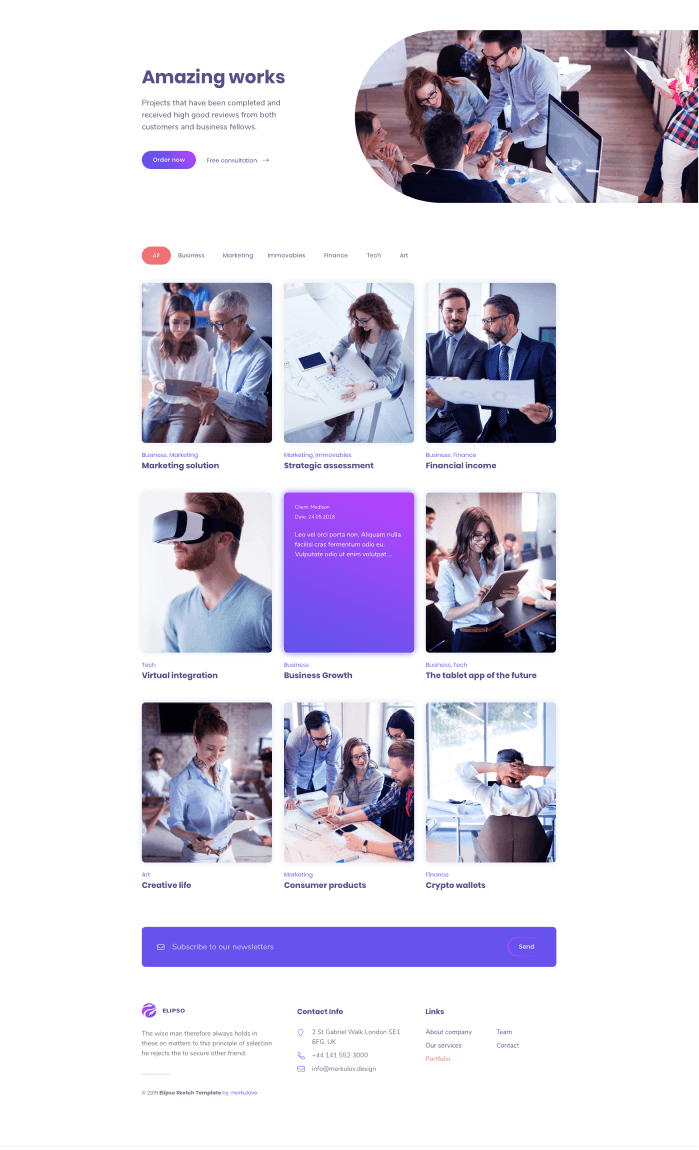 Amazing works
Projects that have been completed and
received high good reviews from both
customers and business fellows.
Order now
Free consultation
All
Business
Marketing
Immovables
Finance
Tech
Art
Business, Marketing
Marketing solution
Marketing, Immovables
Strategic assessment
Business, Finance
Financial income
Client: Madison
Date: 24.05.2018
Leo vel orci porta non. Aliquam nulla
facilisi cras fermentum odio eu.
Vulputate odio ut enim volutpat ...
Tech
Virtual integration
Business
Business Growth
Business, Tech
The tablet app of the future
Art
Creative life
Marketing
Consumer products
Finance
Crypto wallets
Subscribe to our newsletters
Send
ELIPSO
The wise man therefore always holds in
these on matters to this principle of selection
he rejects the to secure other friend.
© 2019 Elipso Sketch Template by merkulove
Contact Info
2 St Gabriel Walk London SE1
6FG, UK
+44 141 552 3000
info@merkulov.design
Links
About company
Team
Our services
Contact
Portfolio